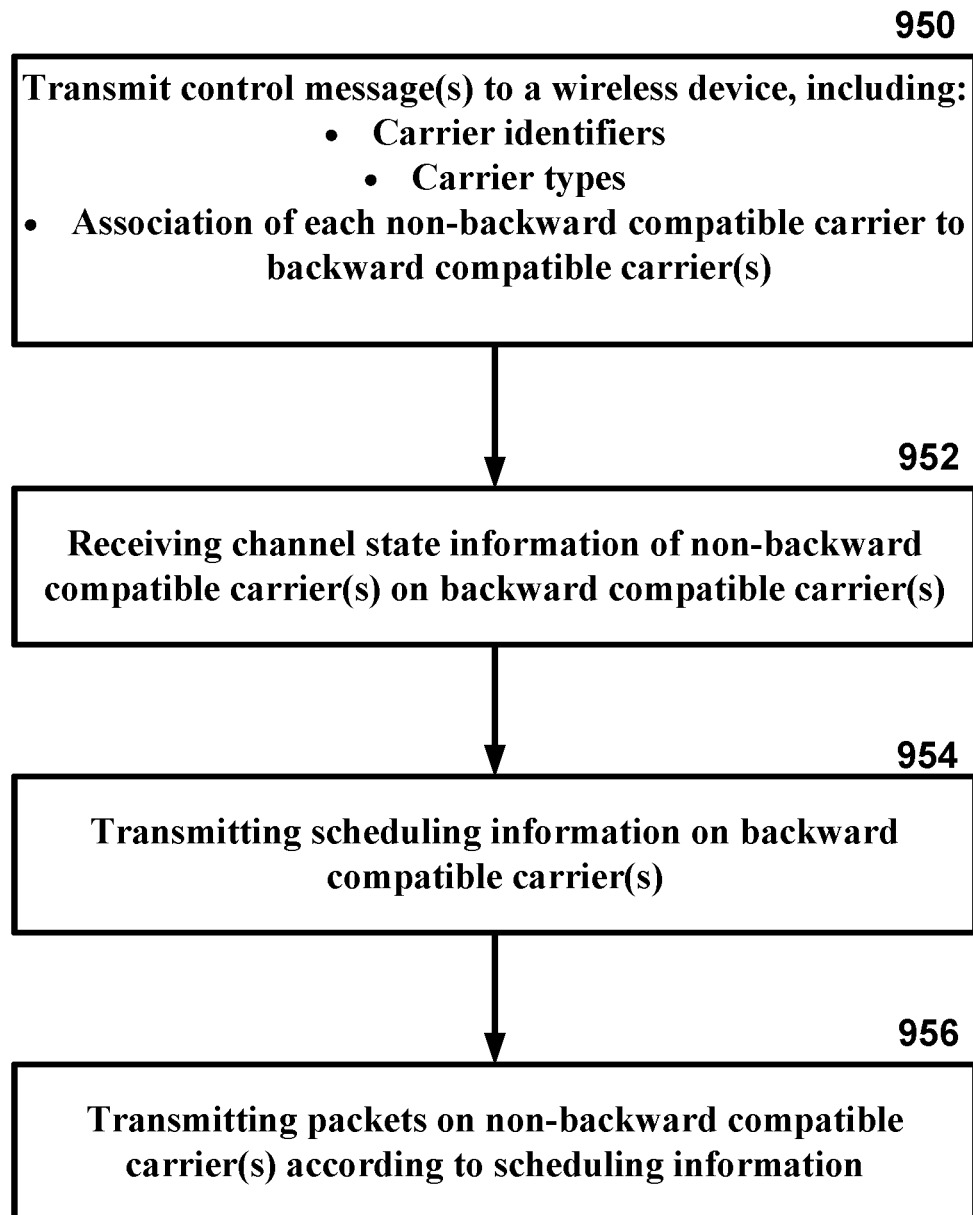 950
Transmit control message(s) to a wireless device, including:
• Carrier identifiers
• Carrier types
• Association of each non-backward compatible carrier to
backward compatible carrier(s)
952
Receiving channel state information of non-backward
compatible carrier(s) on backward compatible carrier(s)
954
Transmitting scheduling information on backward
compatible carrier(s)
956
Transmitting packets on non-backward compatible
carrier(s) according to scheduling information